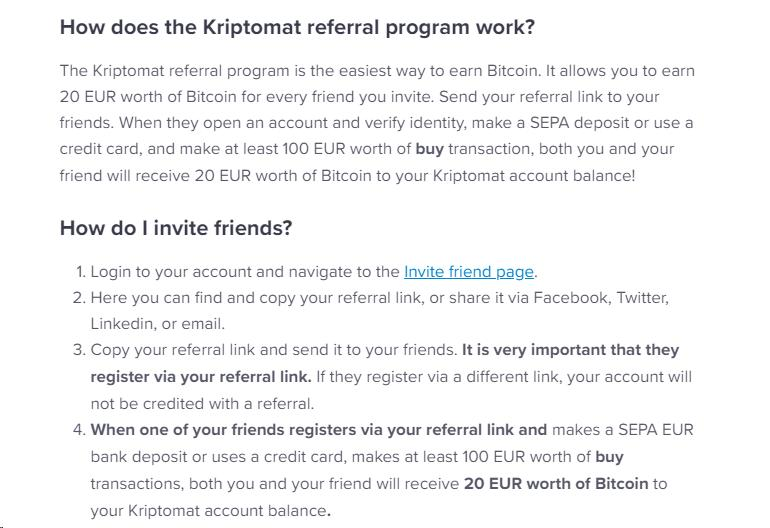 How does the Kriptomat referral program work?
The Kriptomat referral program is the easiest way to earn Bitcoin. It allows you to earn
20 EUR worth of Bitcoin for every friend you invite. Send your referral link to your
friends. When they open an account and verify identity, make a SEPA deposit or use a
credit card, and make at least 100 EUR worth of buy transaction, both you and your
friend will receive 20 EUR worth of Bitcoin to your Kriptomat account balance!
How do I invite friends?
1. Login to your account and navigate to the Invite friend page.
2. Here you can find and copy your referral link, or share it via Facebook, Twitter,
Linkedin, or email.
3. Copy your referral link and send it to your friends. It is very important that they
register via your referral link. If they register via a different link, your account will
not be credited with a referral.
4. When one of your friends registers via your referral link and makes a SEPA EUR
bank deposit or uses a credit card, makes at least 100 EUR worth of buy
transactions, both you and your friend will receive 20 EUR worth of Bitcoin to
your Kriptomat account balance.